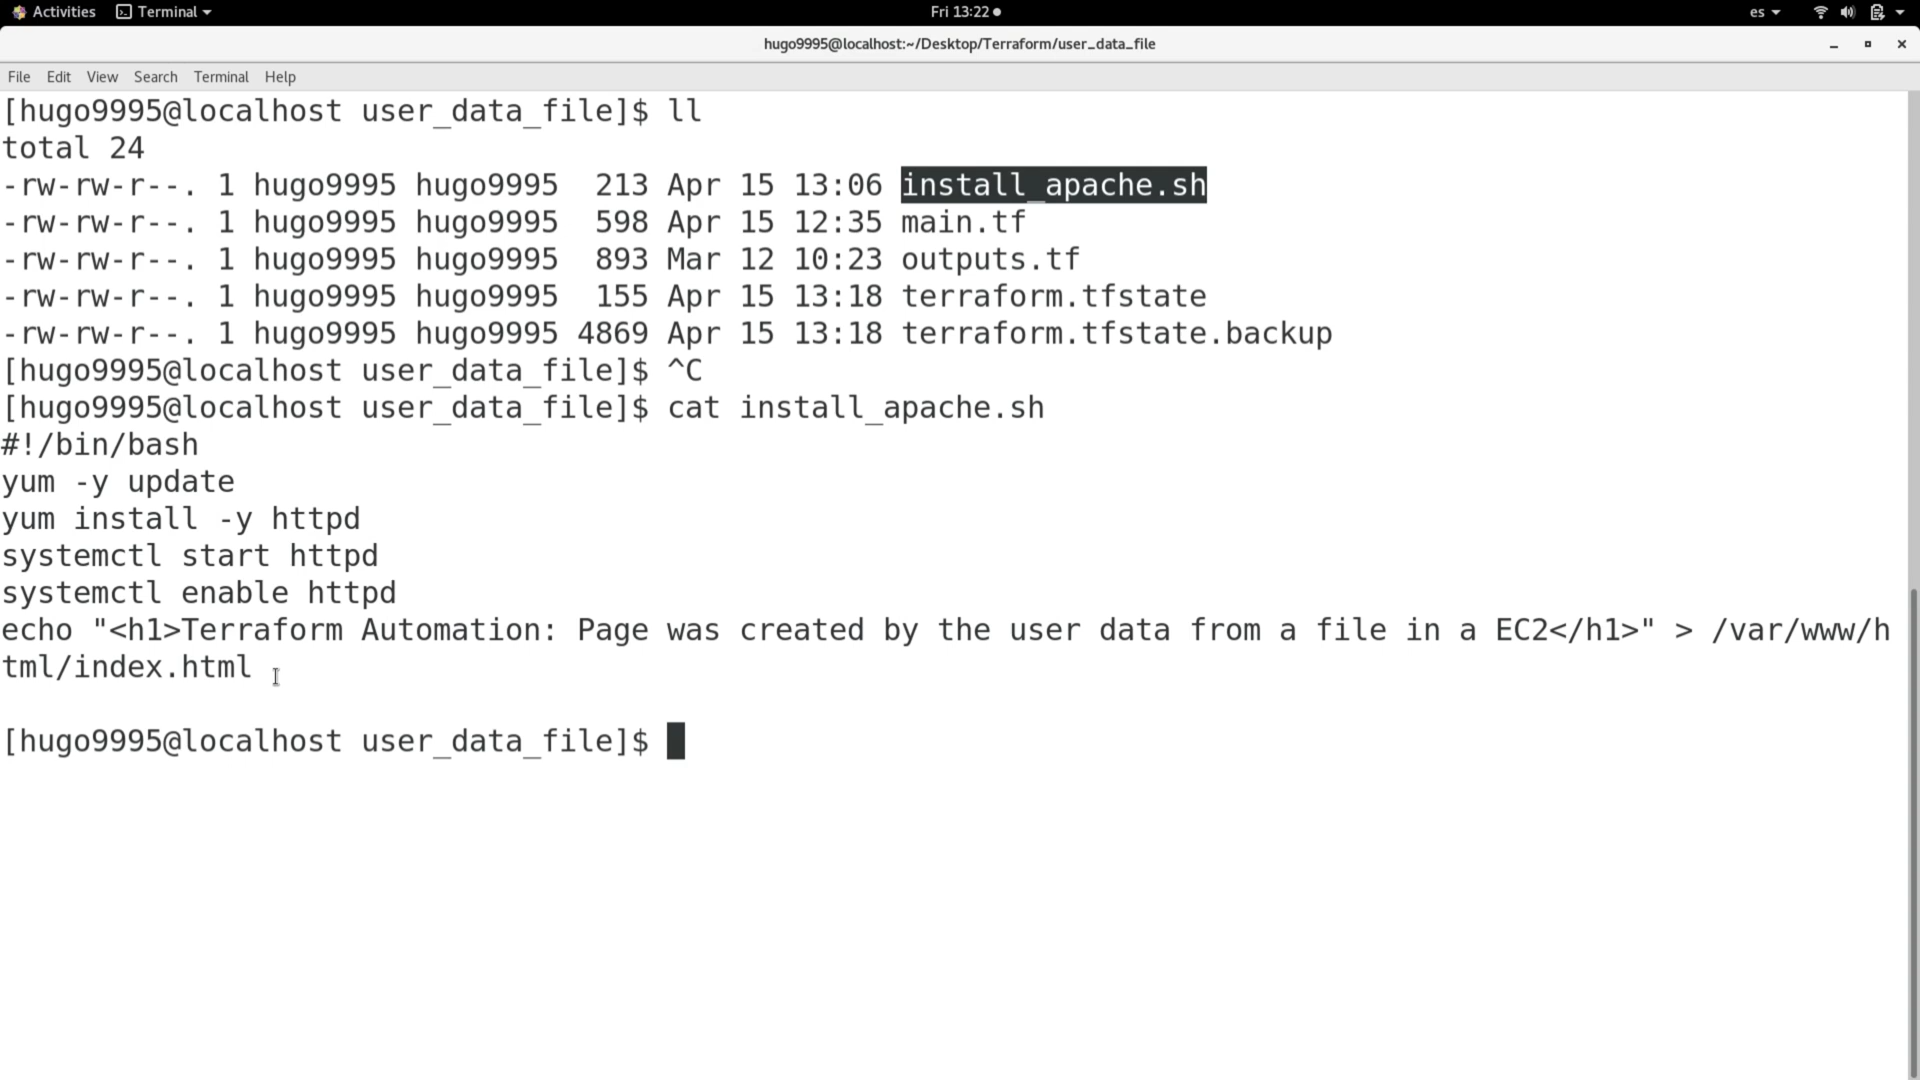 Activities Terminal Fri 13:22 es
hugo9995@localhost:~/Desktop/Terraform/user_data_file
File Edit View Search Terminal Help
[hugo9995@localhost user_data_file]$ ll
total 24
-rw-rw-r--. 1 hugo9995 hugo9995  213 Apr 15 13:06 install_apache.sh
-rw-rw-r--. 1 hugo9995 hugo9995  598 Apr 15 12:35 main.tf
-rw-rw-r--. 1 hugo9995 hugo9995  893 Mar 12 10:23 outputs.tf
-rw-rw-r--. 1 hugo9995 hugo9995  155 Apr 15 13:18 terraform.tfstate
-rw-rw-r--. 1 hugo9995 hugo9995 4869 Apr 15 13:18 terraform.tfstate.backup
[hugo9995@localhost user_data_file]$ ^C
[hugo9995@localhost user_data_file]$ cat install_apache.sh
#!/bin/bash
yum -y update
yum install -y httpd
systemctl start httpd
systemctl enable httpd
echo "<h1>Terraform Automation: Page was created by the user data from a file in a EC2</h1>" > /var/www/h
tml/index.html
[hugo9995@localhost user_data_file]$